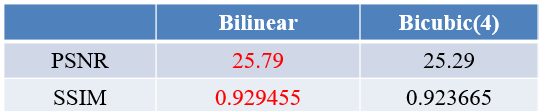 Bilinear Bicubic(4)
PSNR 25.79 25.29
SSIM 0.929455 0.923665